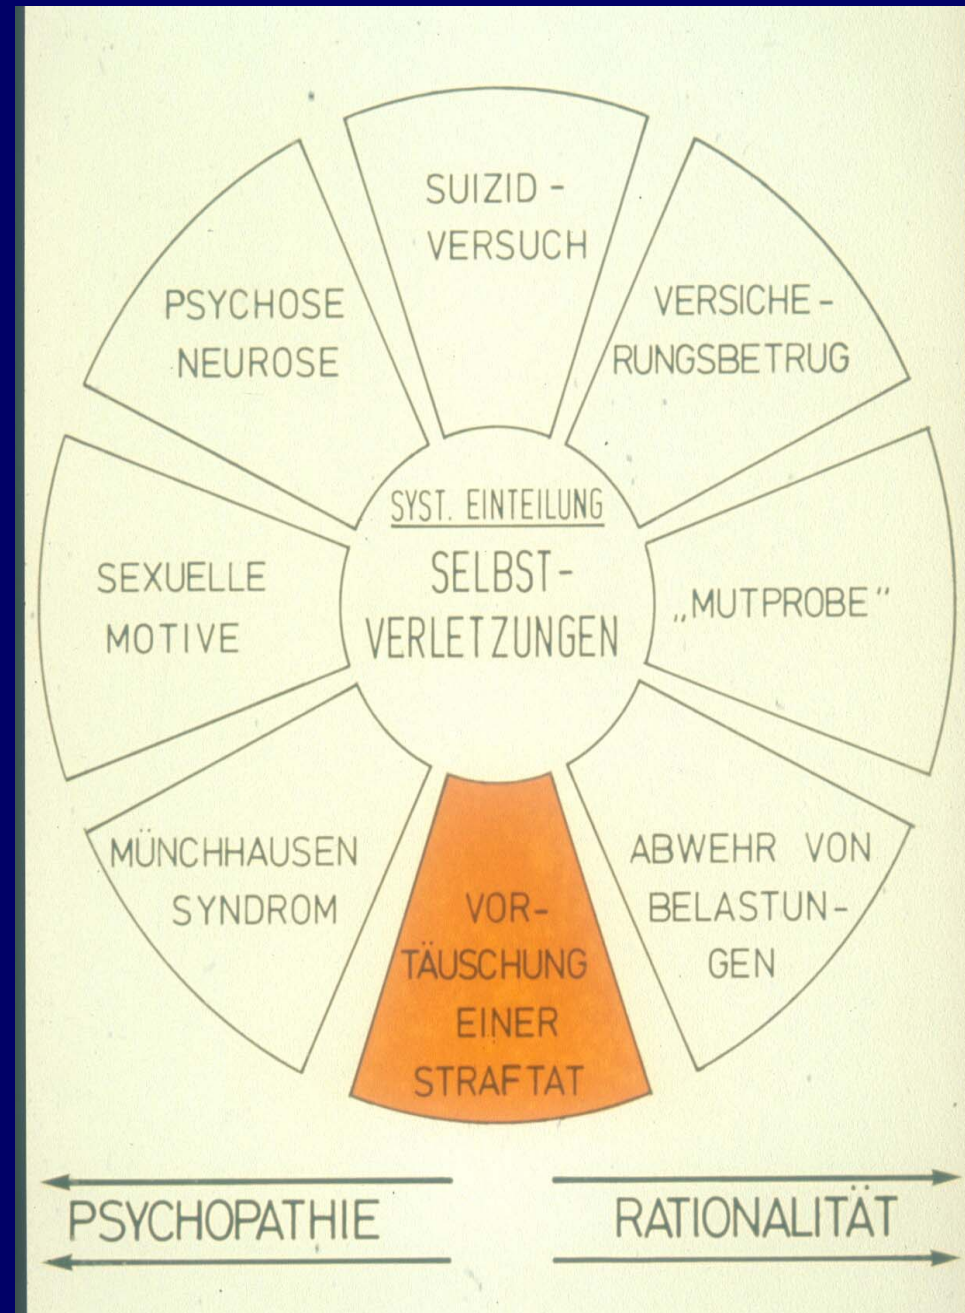 SUIZID-
VERSUCH
VERSICHE-
RUNGSBETRUG
„MUTPROBE"
ABWEHR VON
BELASTUN-
GEN
VOR-
TÄUSCHUNG
EINER
STRAFTAT
MÜNCHHAUSEN
SYNDROM
SEXUELLE
MOTIVE
PSYCHOSE
NEUROSE
SYST. EINTEILUNG
SELBST-
VERLETZUNGEN
PSYCHOPATHIE
RATIONALITÄT